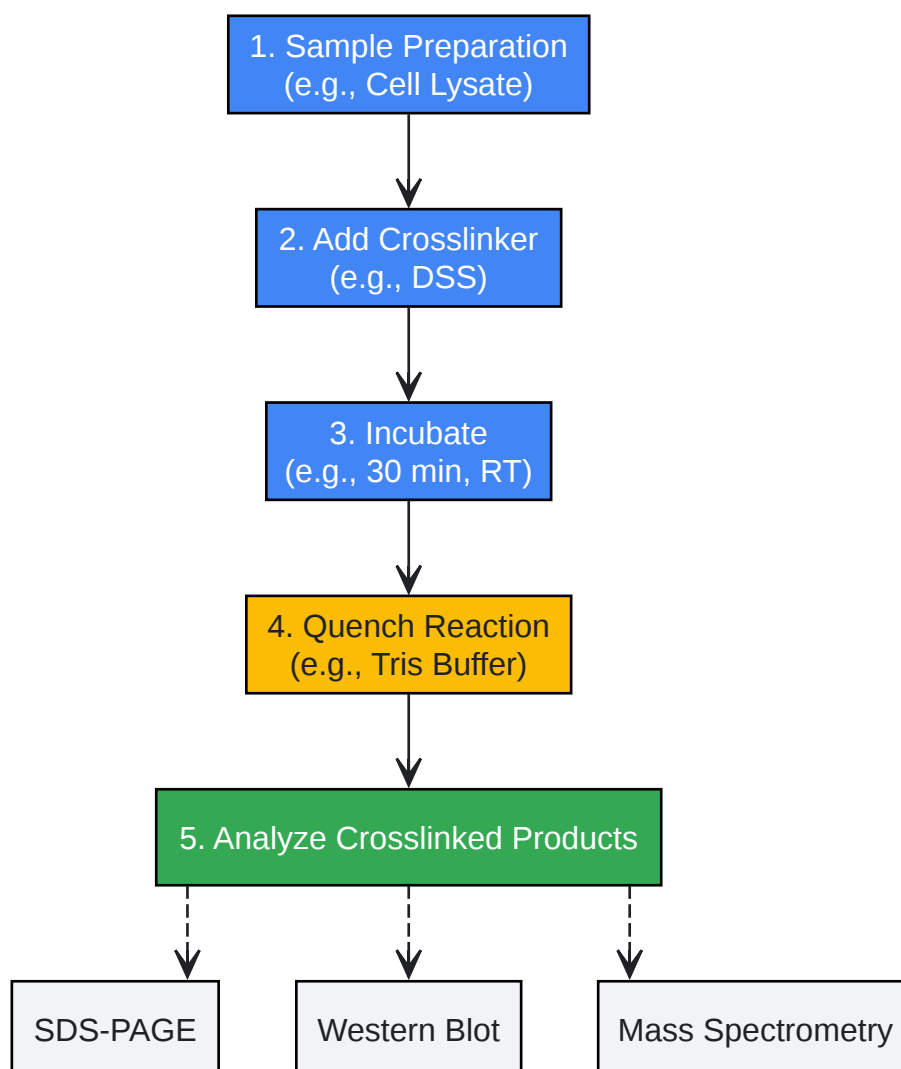 1. Sample Preparation
(e.g., Cell Lysate)
2. Add Crosslinker
(e.g., DSS)
3. Incubate
(e.g., 30 min, RT)
4. Quench Reaction
(e.g., Tris Buffer)
5. Analyze Crosslinked Products
SDS-PAGE
Western Blot
Mass Spectrometry